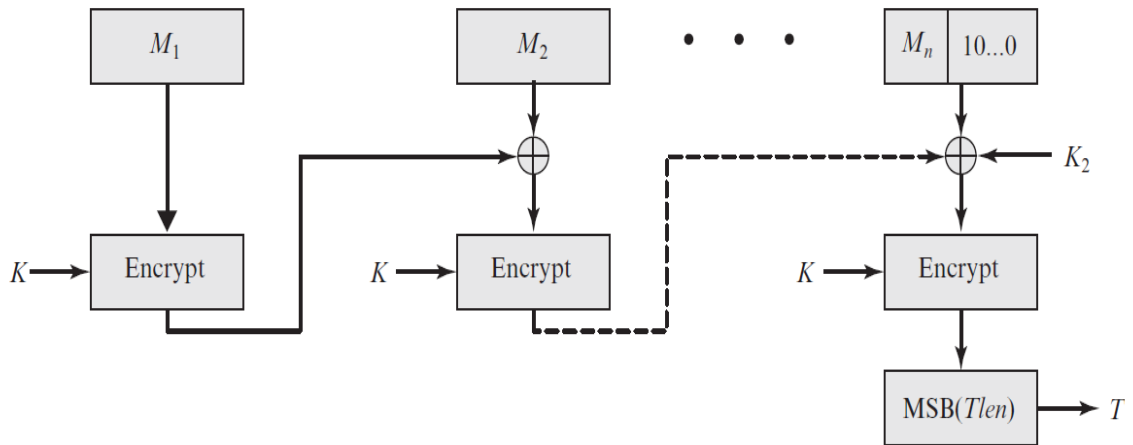 M₁
M₂
Mₙ 10...0
K₂
K Encrypt
K Encrypt
K Encrypt
MSB(Tlen) T